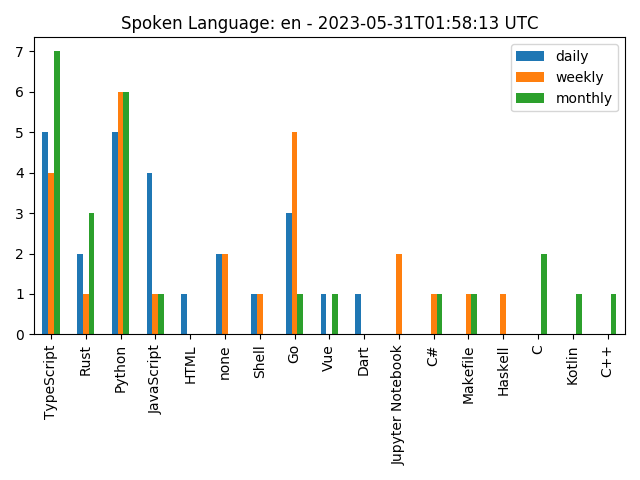 Spoken Language: en - 2023-05-31T01:58:13 UTC
daily
weekly
monthly
7
6
5
4
3
2
1
0
TypeScript
Rust
Python
JavaScript
HTML
none
Shell
Go
Vue
Dart
Jupyter Notebook
C#
Makefile
Haskell
C
Kotlin
C++